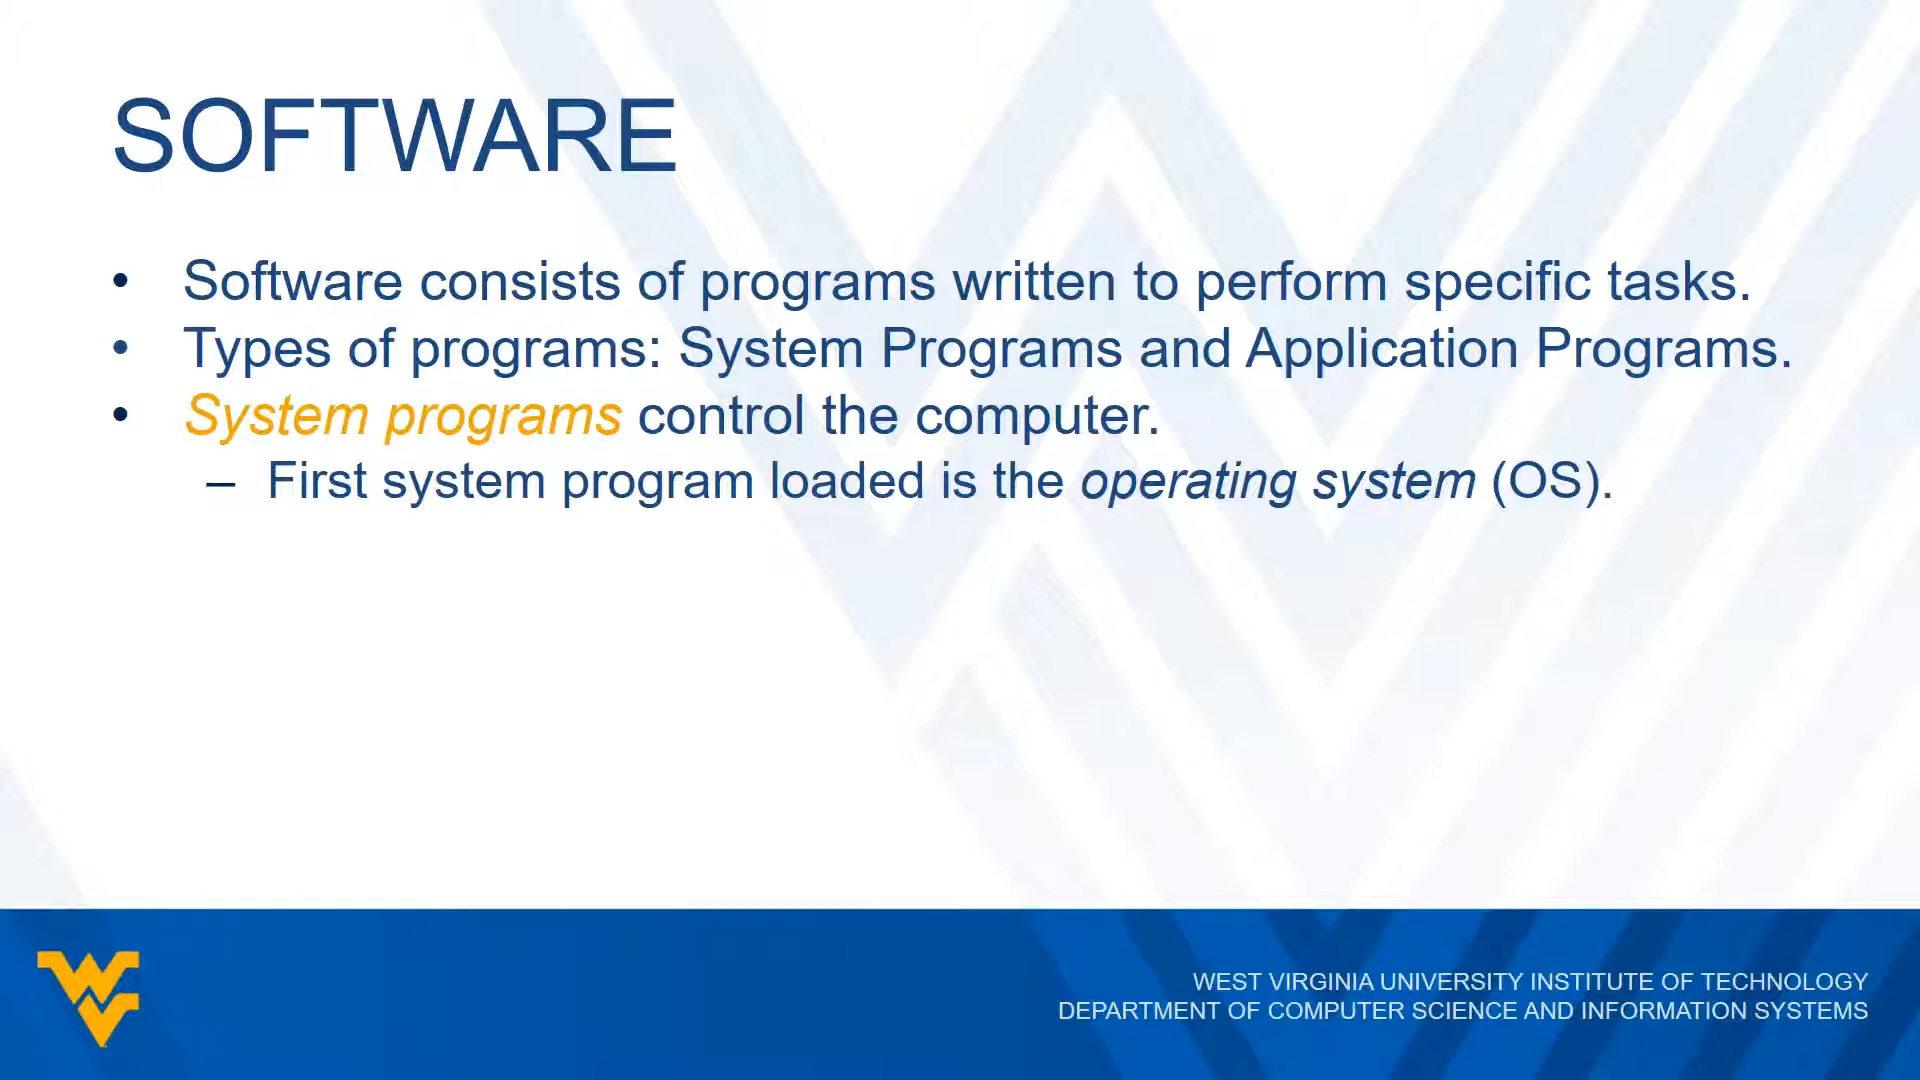 SOFTWARE
• Software consists of programs written to perform specific tasks.
• Types of programs: System Programs and Application Programs.
• System programs control the computer.
– First system program loaded is the operating system (OS).
WEST VIRGINIA UNIVERSITY INSTITUTE OF TECHNOLOGY
DEPARTMENT OF COMPUTER SCIENCE AND INFORMATION SYSTEMS